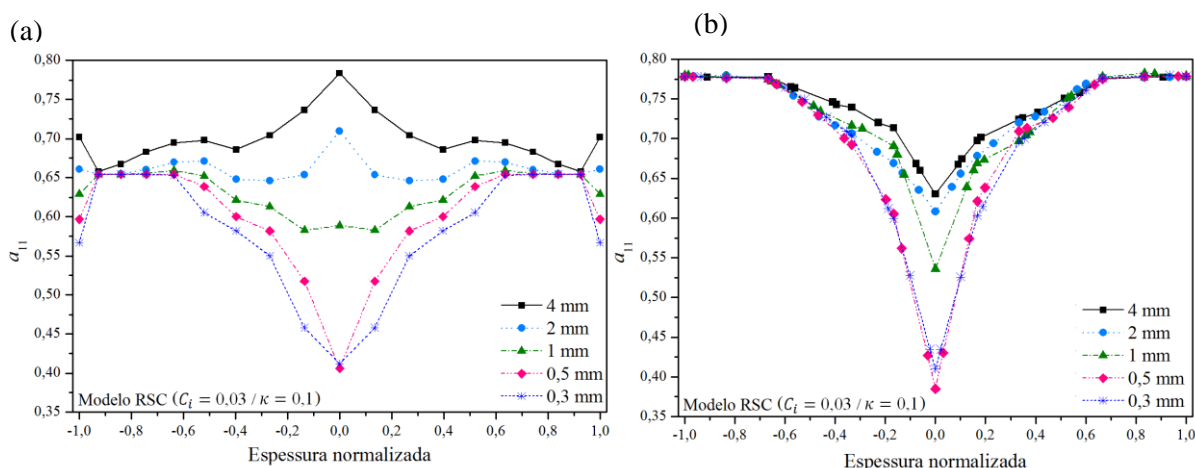 (a)
0,80
0,75
0,70
0,65
0,60
0,55
0,50
0,45
0,40
0,35
a11
4 mm
2 mm
1 mm
0,5 mm
0,3 mm
Modelo RSC (Ci = 0,03 / κ = 0,1)
-1,0 -0,8 -0,6 -0,4 -0,2 0,0 0,2 0,4 0,6 0,8 1,0
Espessura normalizada
(b)
0,80
0,75
0,70
0,65
0,60
0,55
0,50
0,45
0,40
0,35
a11
4 mm
2 mm
1 mm
0,5 mm
0,3 mm
Modelo RSC (Ci = 0,03 / κ = 0,1)
-1,0 -0,8 -0,6 -0,4 -0,2 0,0 0,2 0,4 0,6 0,8 1,0
Espessura normalizada